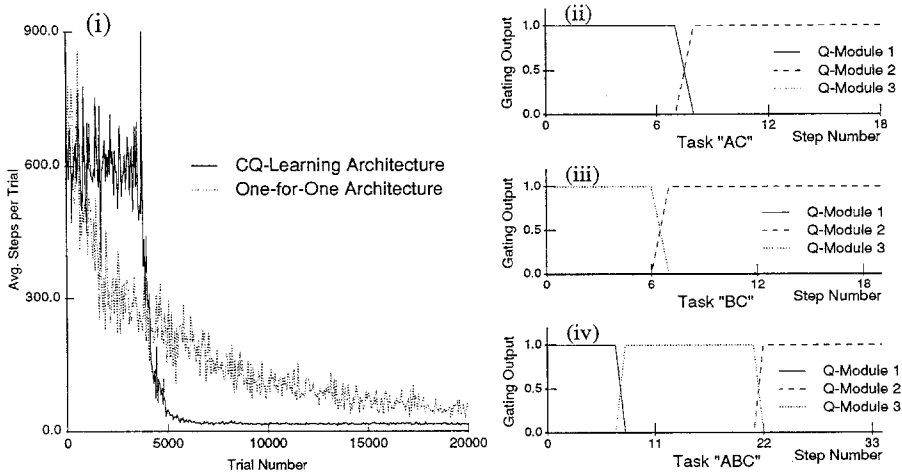 (i)
900.0
600.0
300.0
0.0
Avg. Steps per Trial
CQ-Learning Architecture
One-for-One Architecture
0
5000
10000
15000
20000
Trial Number
(ii)
Gating Output
1.0
0.5
0.0
Q-Module 1
Q-Module 2
Q-Module 3
0
6
12
18
Task "AC"
Step Number
(iii)
Gating Output
1.0
0.5
0.0
Q-Module 1
Q-Module 2
Q-Module 3
0
6
12
18
Task "BC"
Step Number
(iv)
Gating Output
1.0
0.5
0.0
Q-Module 1
Q-Module 2
Q-Module 3
0
11
22
33
Task "ABC"
Step Number